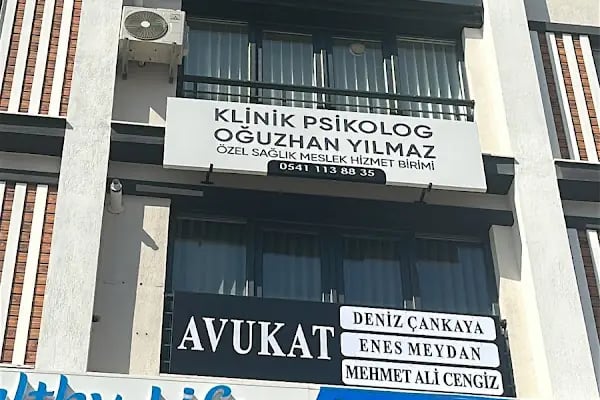 KLİNİK PSİKOLOG
OĞUZHAN YILMAZ
ÖZEL SAĞLIK MESLEK HİZMET BİRİMİ
0541 113 88 35
AVUKAT
DENİZ ÇANKAYA
ENES MEYDAN
MEHMET ALİ CENGİZ